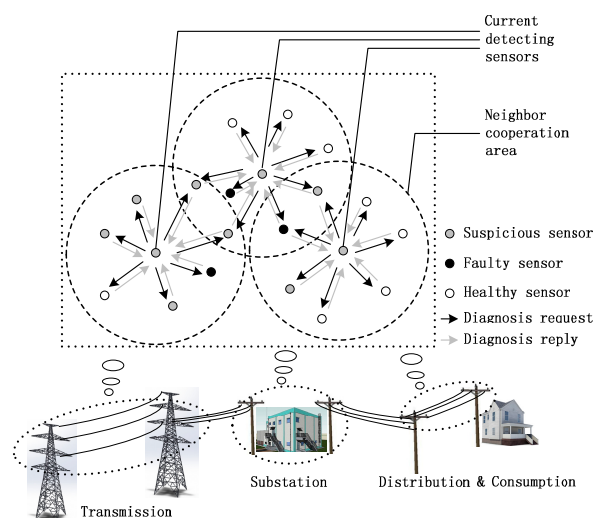 Current
detecting
sensors
Neighbor
cooperation
area
Suspicious sensor
Faulty sensor
Healthy sensor
Diagnosis request
Diagnosis reply
Transmission
Substation
Distribution & Consumption